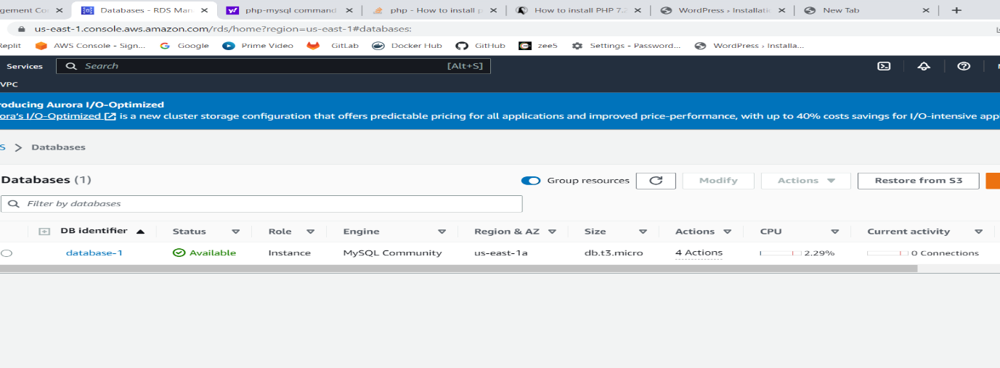 gement Co
Databases - RDS Man
php-mysql command
php - How to install p
How to install PHP 7.2
WordPress › Installatio
New Tab
us-east-1.console.aws.amazon.com/rds/home?region=us-east-1#databases:
Replit
AWS Console - Sign...
Google
Prime Video
GitLab
Docker Hub
GitHub
zee5
Settings - Password...
WordPress › Installa...
Services
Search
[Alt+S]
VPC
roducing Aurora I/O-Optimized
ora's I/O-Optimized is a new cluster storage configuration that offers predictable pricing for all applications and improved price-performance, with up to 40% costs savings for I/O-intensive appl
S > Databases
Databases (1)
Group resources
Modify
Actions
Restore from S3
Filter by databases
DB identifier
Status
Role
Engine
Region & AZ
Size
Actions
CPU
Current activity
database-1
Available
Instance
MySQL Community
us-east-1a
db.t3.micro
4 Actions
2.29%
0 Connections